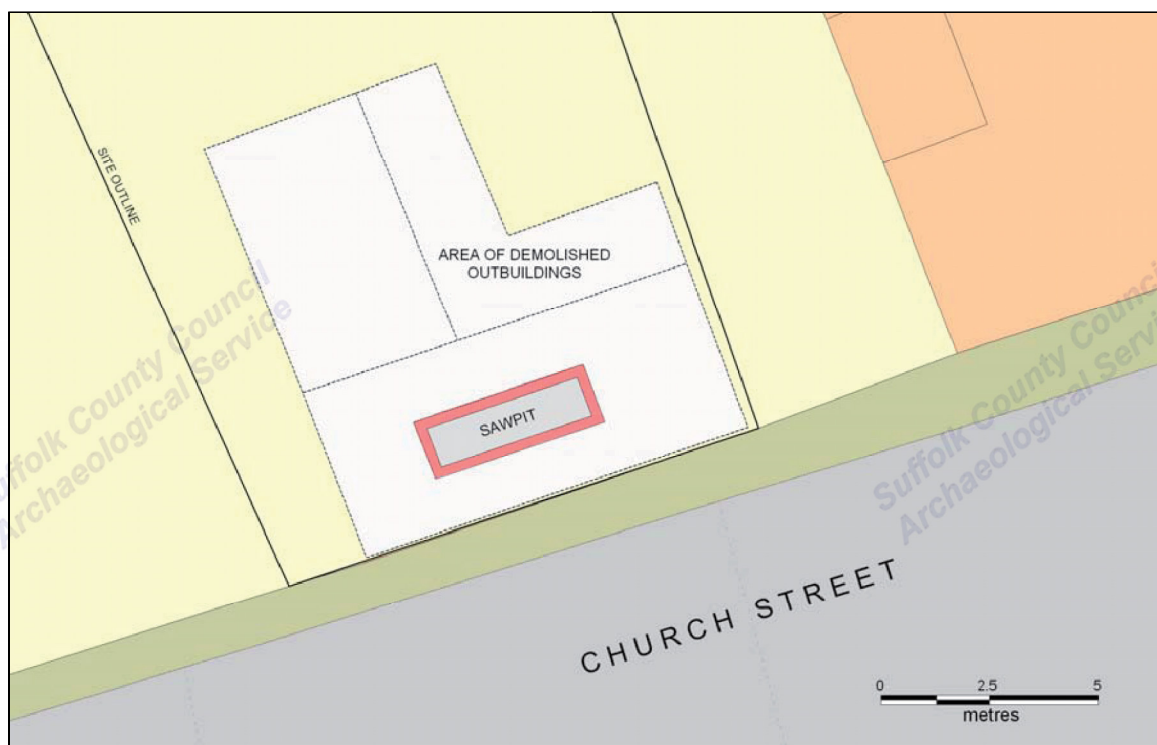 SITE OUTLINE
AREA OF DEMOLISHED
OUTBUILDINGS
SAWPIT
CHURCH STREET
0 2.5 5
metres
Suffolk County Council
Archaeological Service
Suffolk County Council
Archaeological Service